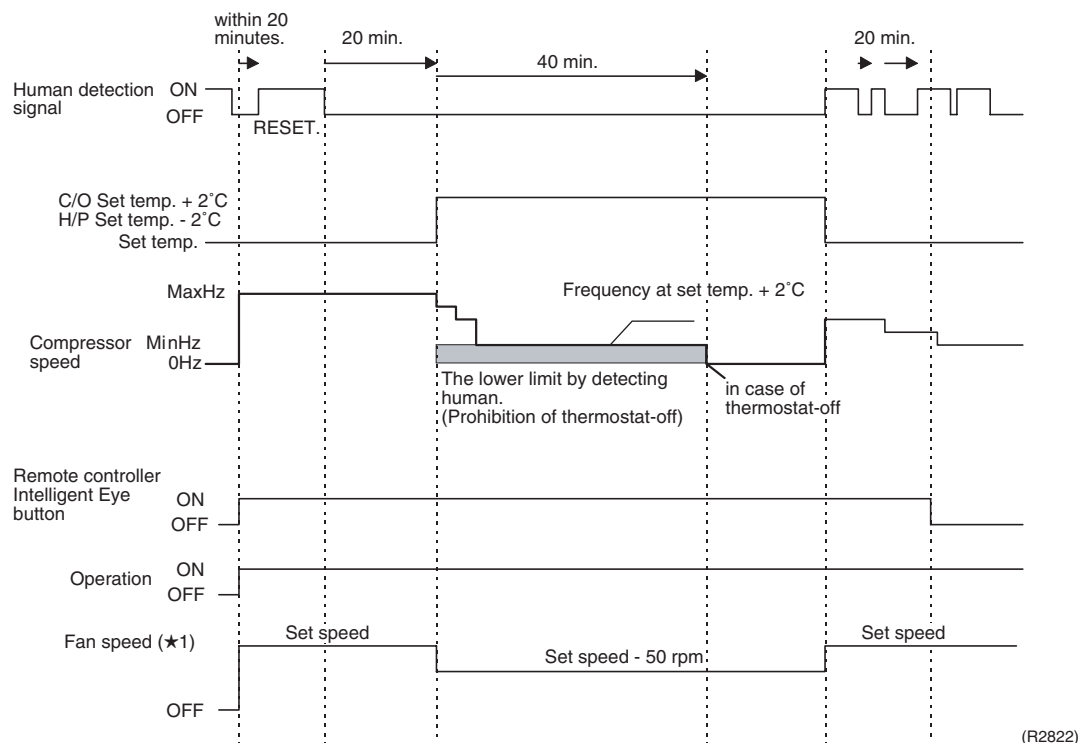 within 20
minutes.
20 min.
40 min.
20 min.
Human detection
signal
ON
OFF
RESET.
C/O Set temp. + 2˚C
H/P Set temp. - 2˚C
Set temp.
MaxHz
Frequency at set temp. + 2˚C
Compressor
speed
MinHz
0Hz
The lower limit by detecting
human.
(Prohibition of thermostat-off)
in case of
thermostat-off
Remote controller
Intelligent Eye
button
ON
OFF
Operation
ON
OFF
Fan speed (★1)
Set speed
Set speed - 50 rpm
Set speed
OFF
(R2822)